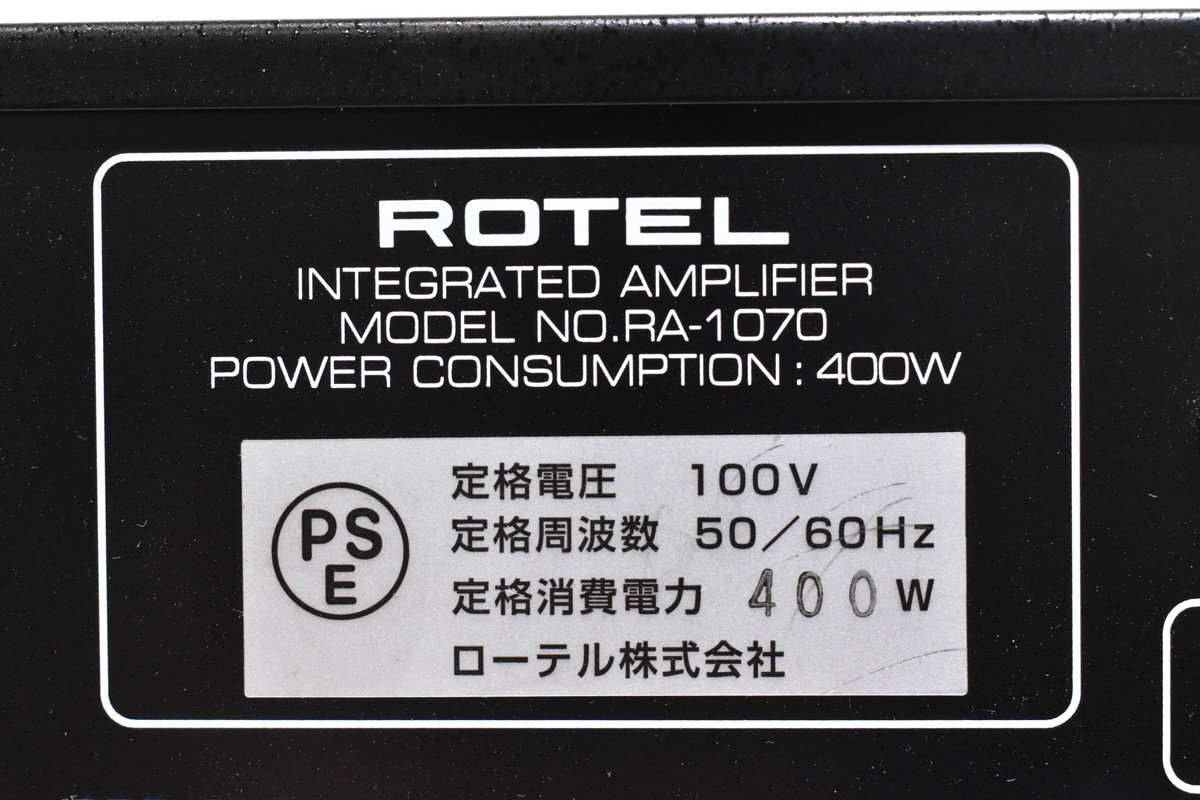 ROTEL
INTEGRATED AMPLIFIER
MODEL NO.RA-1070
POWER CONSUMPTION : 400W
PS
E
定格電圧 100V
定格周波数 50/60Hz
定格消費電力 400W
ローテル株式会社